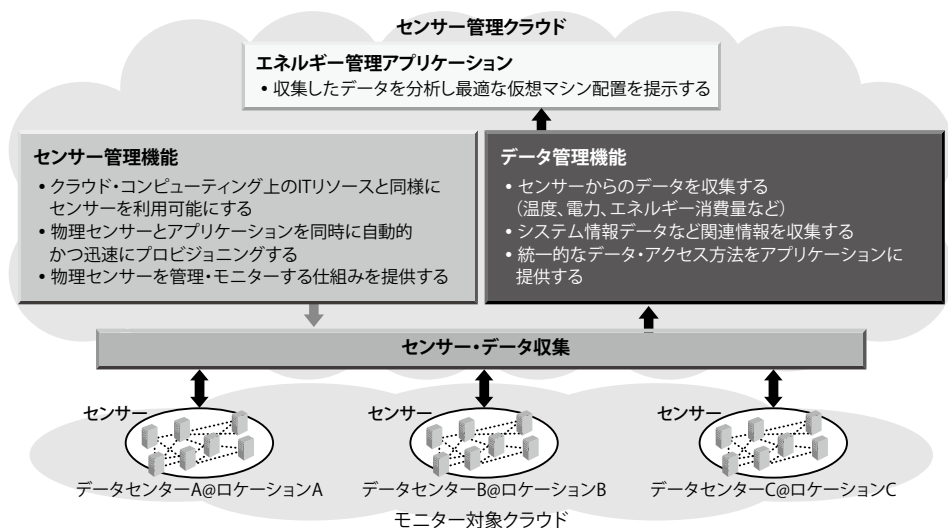 センサー管理クラウド
エネルギー管理アプリケーション
• 収集したデータを分析し最適な仮想マシン配置を提示する
センサー管理機能
• クラウド・コンピューティング上のITリソースと同様に
センサーを利用可能にする
• 物理センサーとアプリケーションを同時に自動的
かつ迅速にプロビジョニングする
• 物理センサーを管理・モニターする仕組みを提供する
データ管理機能
• センサーからのデータを収集する
(温度、電力、エネルギー消費量など)
• システム情報データなど関連情報を収集する
• 統一的なデータ・アクセス方法をアプリケーションに
提供する
センサー・データ収集
センサー
センサー
センサー
データセンターA@ロケーションA
データセンターB@ロケーションB
データセンターC@ロケーションC
モニター対象クラウド